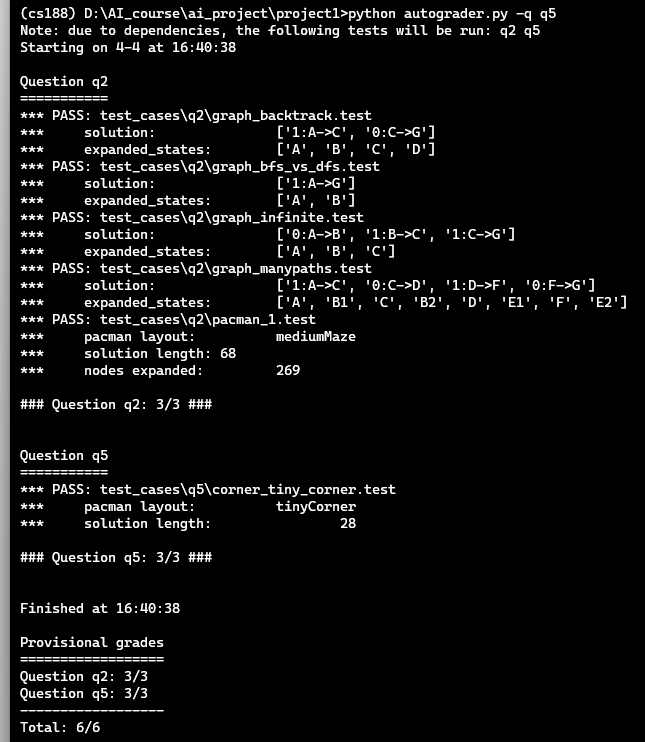 (cs188) D:\AI_course\ai_project\project1>python autograder.py -q q5
Note: due to dependencies, the following tests will be run: q2 q5
Starting on 4-4 at 16:40:38

Question q2
===========
*** PASS: test_cases\q2\graph_backtrack.test
***     solution:               ['1:A->C', '0:C->G']
***     expanded_states:        ['A', 'B', 'C', 'D']
*** PASS: test_cases\q2\graph_bfs_vs_dfs.test
***     solution:               ['1:A->G']
***     expanded_states:        ['A', 'B']
*** PASS: test_cases\q2\graph_infinite.test
***     solution:               ['0:A->B', '1:B->C', '1:C->G']
***     expanded_states:        ['A', 'B', 'C']
*** PASS: test_cases\q2\graph_manypaths.test
***     solution:               ['1:A->C', '0:C->D', '1:D->F', '0:F->G']
***     expanded_states:        ['A', 'B1', 'C', 'B2', 'D', 'E1', 'F', 'E2']
*** PASS: test_cases\q2\pacman_1.test
***     pacman layout:          mediumMaze
***     solution length: 68
***     nodes expanded:         269

### Question q2: 3/3 ###


Question q5
===========
*** PASS: test_cases\q5\corner_tiny_corner.test
***     pacman layout:          tinyCorner
***     solution length:                28

### Question q5: 3/3 ###


Finished at 16:40:38

Provisional grades
==================
Question q2: 3/3
Question q5: 3/3
------------------
Total: 6/6